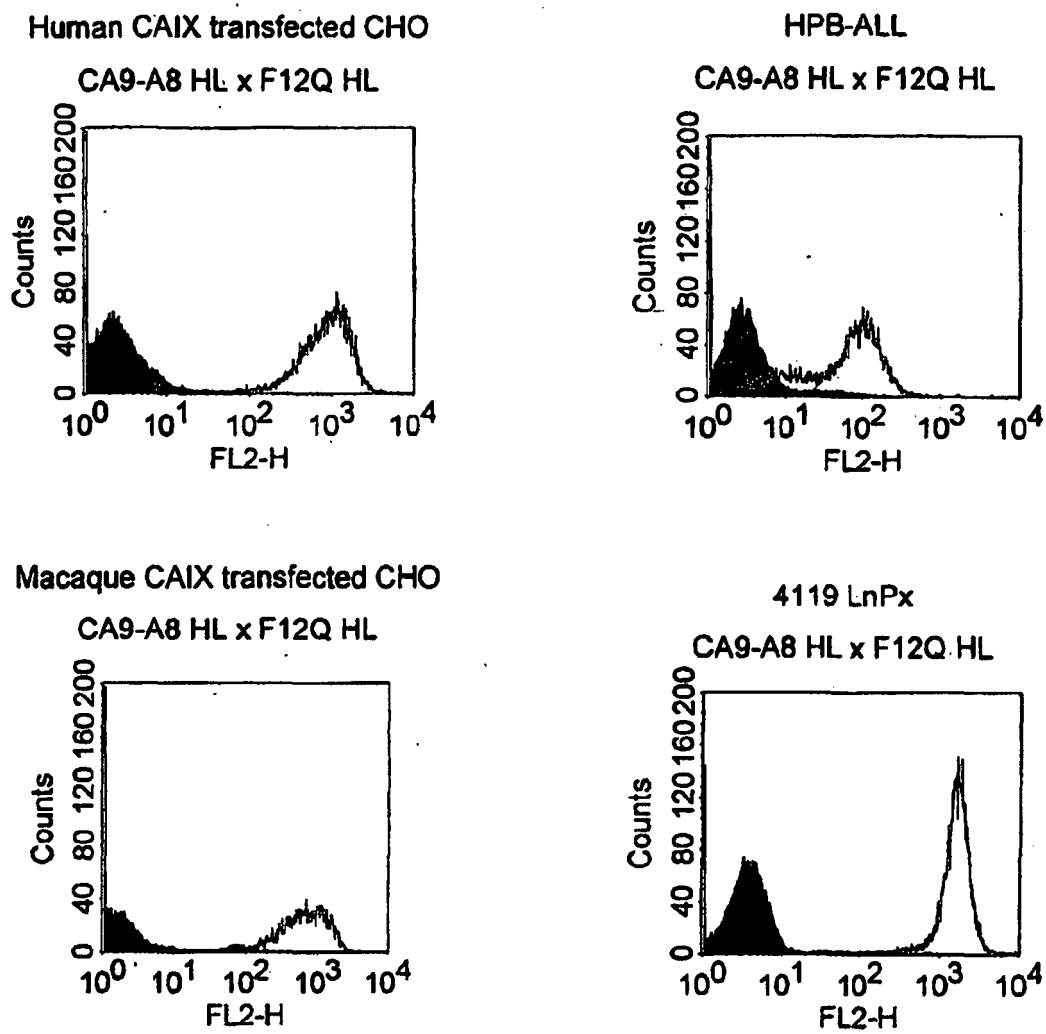 Human CAIX transfected CHO
CA9-A8 HL x F12Q HL
Counts
0 40 80 120 160 200
10^0 10^1 10^2 10^3 10^4
FL2-H
HPB-ALL
CA9-A8 HL x F12Q HL
Counts
0 40 80 120 160 200
10^0 10^1 10^2 10^3 10^4
FL2-H
Macaque CAIX transfected CHO
CA9-A8 HL x F12Q HL
Counts
0 40 80 120 160 200
10^0 10^1 10^2 10^3 10^4
FL2-H
4119 LnPx
CA9-A8 HL x F12Q HL
Counts
0 40 80 120 160 200
10^0 10^1 10^2 10^3 10^4
FL2-H